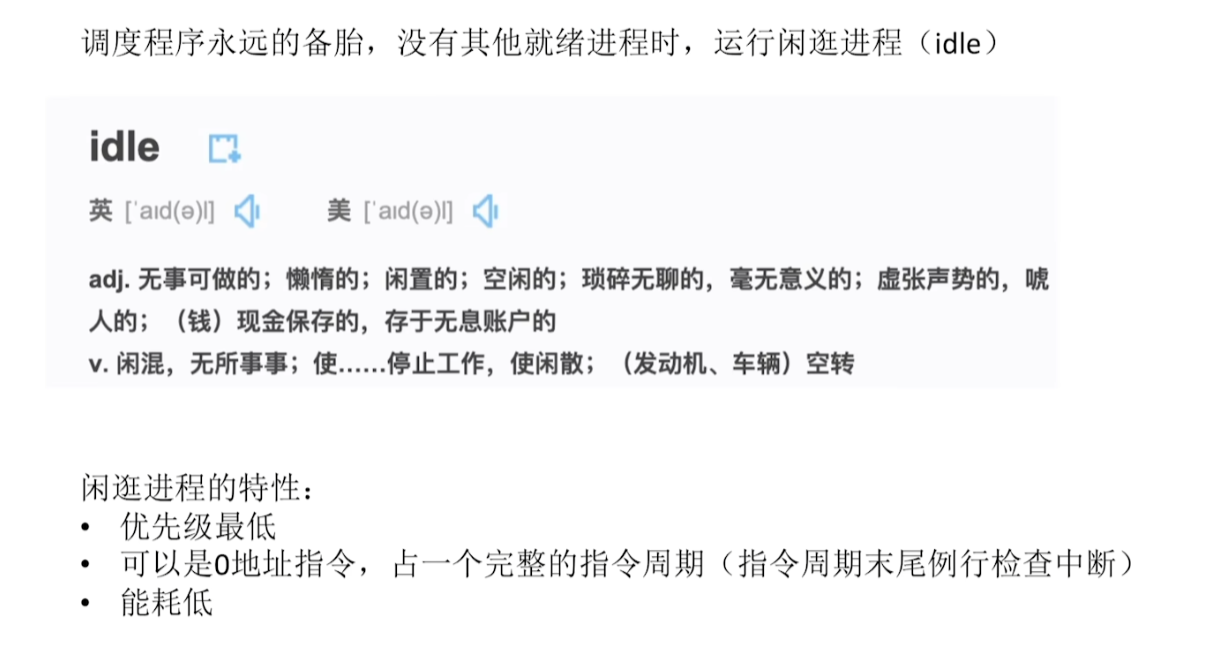 调度程序永远的备胎，没有其他就绪进程时，运行闲逛进程（idle）
idle
英 [ˈaɪd(ə)l] 美 [ˈaɪd(ə)l]
adj. 无事可做的；懒惰的；闲置的；空闲的；琐碎无聊的，毫无意义的；虚张声势的，唬
人的；（钱）现金保存的，存于无息账户的
v. 闲混，无所事事；使……停止工作，使闲散；（发动机、车辆）空转
闲逛进程的特性：
• 优先级最低
• 可以是0地址指令，占一个完整的指令周期（指令周期末尾例行检查中断）
• 能耗低